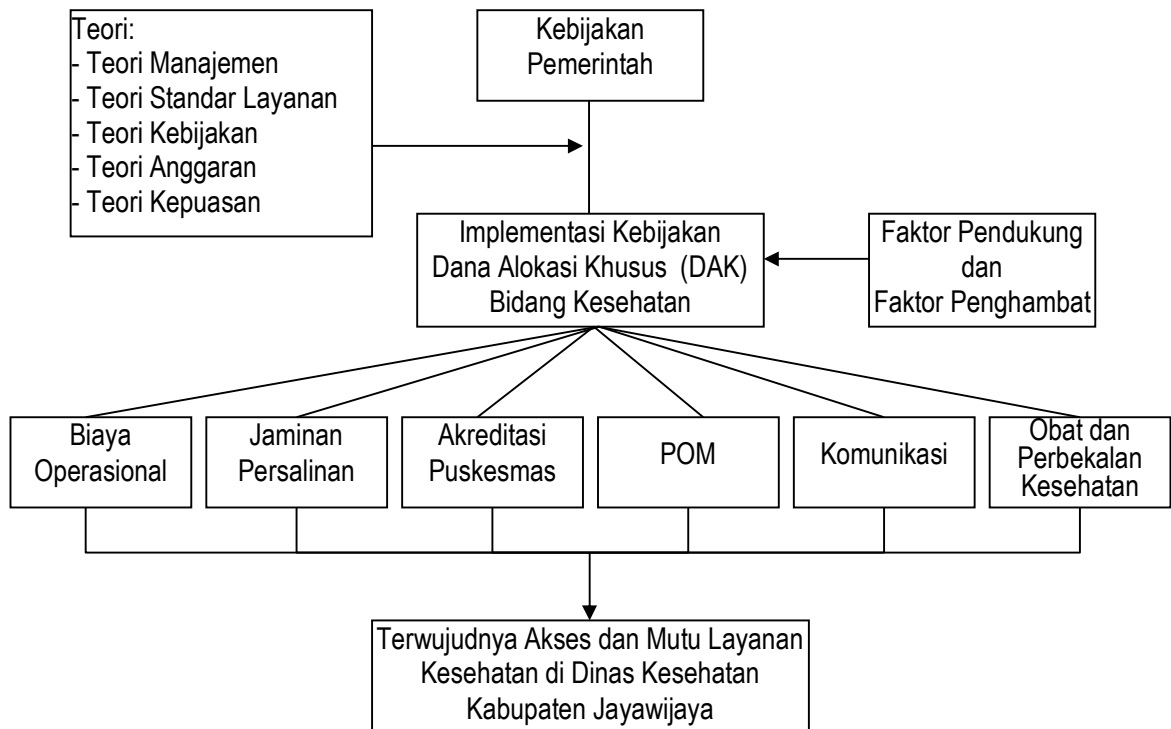 Teori:
- Teori Manajemen
- Teori Standar Layanan
- Teori Kebijakan
- Teori Anggaran
- Teori Kepuasan
Kebijakan
Pemerintah
Implementasi Kebijakan
Dana Alokasi Khusus (DAK)
Bidang Kesehatan
Faktor Pendukung
dan
Faktor Penghambat
Biaya
Operasional
Jaminan
Persalinan
Akreditasi
Puskesmas
POM
Komunikasi
Obat dan
Perbekalan
Kesehatan
Terwujudnya Akses dan Mutu Layanan
Kesehatan di Dinas Kesehatan
Kabupaten Jayawijaya